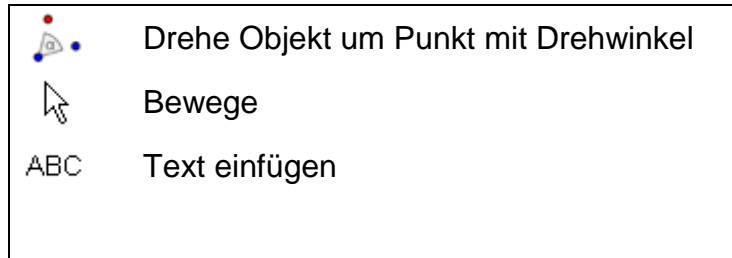 α Drehe Objekt um Punkt mit Drehwinkel
Bewege
ABC Text einfügen